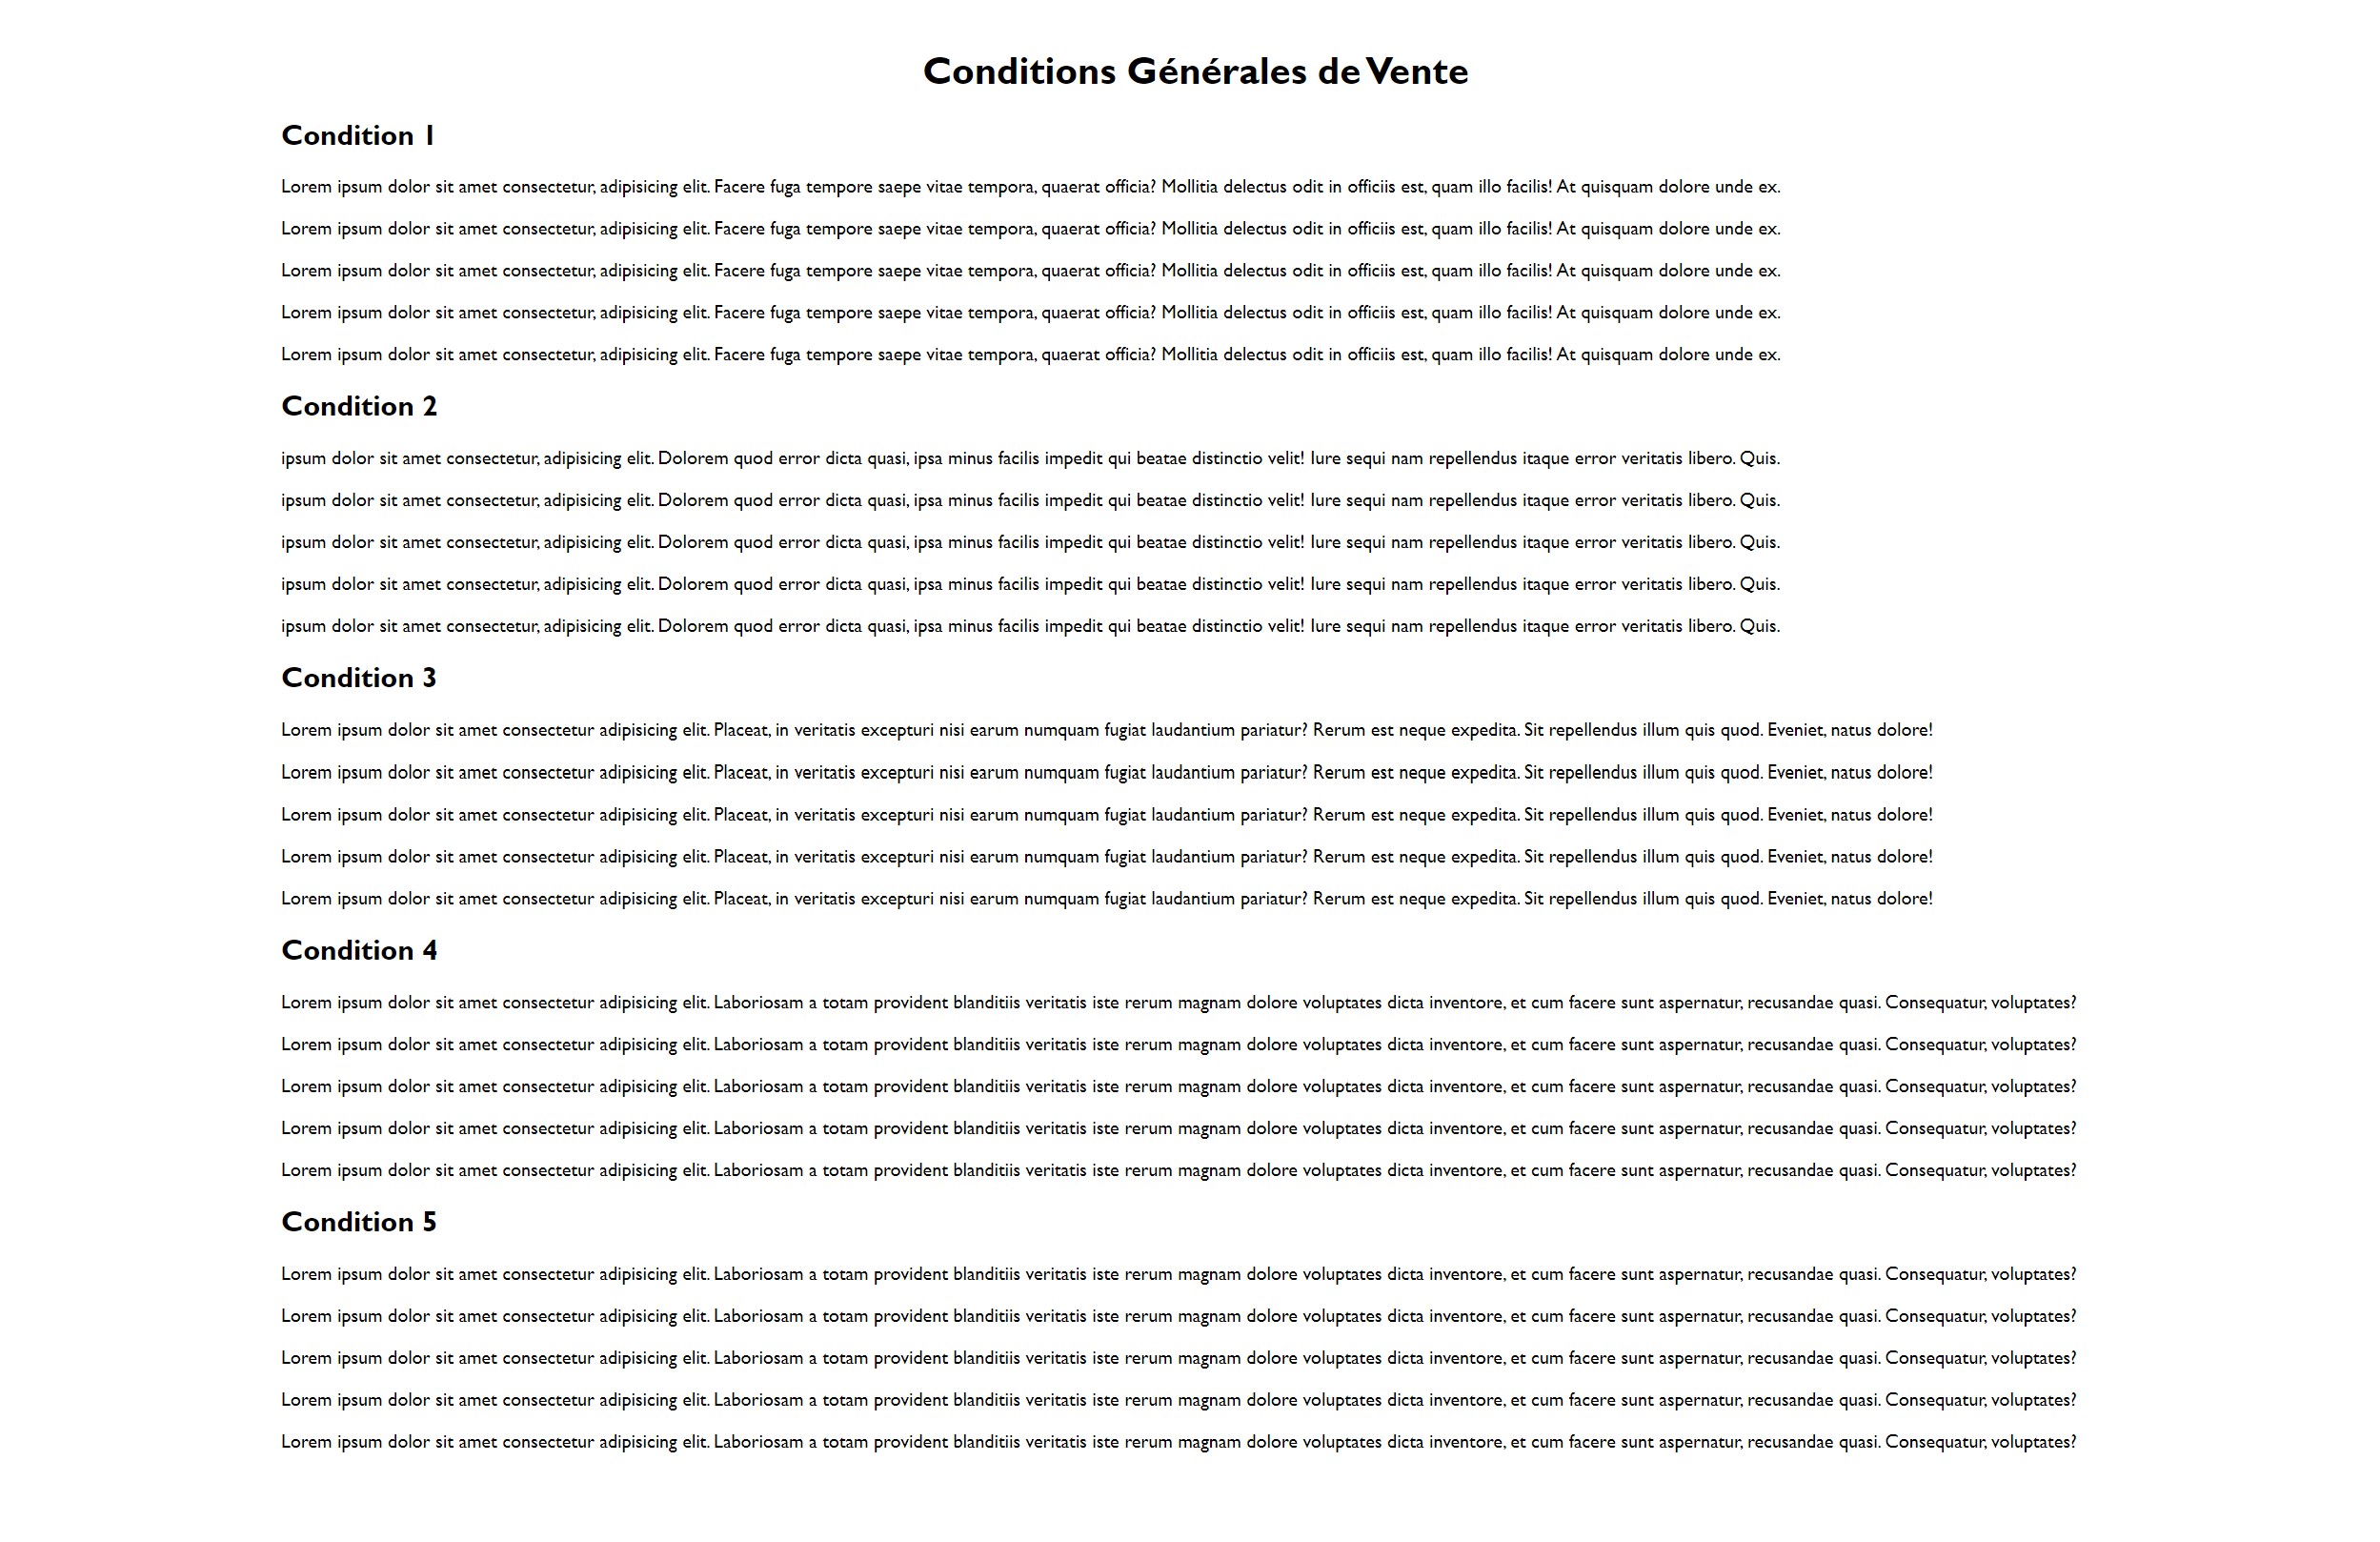 Conditions Générales de Vente
Condition 1
Lorem ipsum dolor sit amet consectetur, adipisicing elit. Facere fuga tempore saepe vitae tempora, quaerat officia? Mollitia delectus odit in officiis est, quam illo facilis! At quisquam dolore unde ex.
Lorem ipsum dolor sit amet consectetur, adipisicing elit. Facere fuga tempore saepe vitae tempora, quaerat officia? Mollitia delectus odit in officiis est, quam illo facilis! At quisquam dolore unde ex.
Lorem ipsum dolor sit amet consectetur, adipisicing elit. Facere fuga tempore saepe vitae tempora, quaerat officia? Mollitia delectus odit in officiis est, quam illo facilis! At quisquam dolore unde ex.
Lorem ipsum dolor sit amet consectetur, adipisicing elit. Facere fuga tempore saepe vitae tempora, quaerat officia? Mollitia delectus odit in officiis est, quam illo facilis! At quisquam dolore unde ex.
Lorem ipsum dolor sit amet consectetur, adipisicing elit. Facere fuga tempore saepe vitae tempora, quaerat officia? Mollitia delectus odit in officiis est, quam illo facilis! At quisquam dolore unde ex.
Condition 2
ipsum dolor sit amet consectetur, adipisicing elit. Dolorem quod error dicta quasi, ipsa minus facilis impedit qui beatae distinctio velit! Iure sequi nam repellendus itaque error veritatis libero. Quis.
ipsum dolor sit amet consectetur, adipisicing elit. Dolorem quod error dicta quasi, ipsa minus facilis impedit qui beatae distinctio velit! Iure sequi nam repellendus itaque error veritatis libero. Quis.
ipsum dolor sit amet consectetur, adipisicing elit. Dolorem quod error dicta quasi, ipsa minus facilis impedit qui beatae distinctio velit! Iure sequi nam repellendus itaque error veritatis libero. Quis.
ipsum dolor sit amet consectetur, adipisicing elit. Dolorem quod error dicta quasi, ipsa minus facilis impedit qui beatae distinctio velit! Iure sequi nam repellendus itaque error veritatis libero. Quis.
ipsum dolor sit amet consectetur, adipisicing elit. Dolorem quod error dicta quasi, ipsa minus facilis impedit qui beatae distinctio velit! Iure sequi nam repellendus itaque error veritatis libero. Quis.
Condition 3
Lorem ipsum dolor sit amet consectetur adipisicing elit. Placeat, in veritatis excepturi nisi earum numquam fugiat laudantium pariatur? Rerum est neque expedita. Sit repellendus illum quis quod. Eveniet, natus dolore!
Lorem ipsum dolor sit amet consectetur adipisicing elit. Placeat, in veritatis excepturi nisi earum numquam fugiat laudantium pariatur? Rerum est neque expedita. Sit repellendus illum quis quod. Eveniet, natus dolore!
Lorem ipsum dolor sit amet consectetur adipisicing elit. Placeat, in veritatis excepturi nisi earum numquam fugiat laudantium pariatur? Rerum est neque expedita. Sit repellendus illum quis quod. Eveniet, natus dolore!
Lorem ipsum dolor sit amet consectetur adipisicing elit. Placeat, in veritatis excepturi nisi earum numquam fugiat laudantium pariatur? Rerum est neque expedita. Sit repellendus illum quis quod. Eveniet, natus dolore!
Lorem ipsum dolor sit amet consectetur adipisicing elit. Placeat, in veritatis excepturi nisi earum numquam fugiat laudantium pariatur? Rerum est neque expedita. Sit repellendus illum quis quod. Eveniet, natus dolore!
Condition 4
Lorem ipsum dolor sit amet consectetur adipisicing elit. Laboriosam a totam provident blanditiis veritatis iste rerum magnam dolore voluptates dicta inventore, et cum facere sunt aspernatur, recusandae quasi. Consequatur, voluptates?
Lorem ipsum dolor sit amet consectetur adipisicing elit. Laboriosam a totam provident blanditiis veritatis iste rerum magnam dolore voluptates dicta inventore, et cum facere sunt aspernatur, recusandae quasi. Consequatur, voluptates?
Lorem ipsum dolor sit amet consectetur adipisicing elit. Laboriosam a totam provident blanditiis veritatis iste rerum magnam dolore voluptates dicta inventore, et cum facere sunt aspernatur, recusandae quasi. Consequatur, voluptates?
Lorem ipsum dolor sit amet consectetur adipisicing elit. Laboriosam a totam provident blanditiis veritatis iste rerum magnam dolore voluptates dicta inventore, et cum facere sunt aspernatur, recusandae quasi. Consequatur, voluptates?
Lorem ipsum dolor sit amet consectetur adipisicing elit. Laboriosam a totam provident blanditiis veritatis iste rerum magnam dolore voluptates dicta inventore, et cum facere sunt aspernatur, recusandae quasi. Consequatur, voluptates?
Condition 5
Lorem ipsum dolor sit amet consectetur adipisicing elit. Laboriosam a totam provident blanditiis veritatis iste rerum magnam dolore voluptates dicta inventore, et cum facere sunt aspernatur, recusandae quasi. Consequatur, voluptates?
Lorem ipsum dolor sit amet consectetur adipisicing elit. Laboriosam a totam provident blanditiis veritatis iste rerum magnam dolore voluptates dicta inventore, et cum facere sunt aspernatur, recusandae quasi. Consequatur, voluptates?
Lorem ipsum dolor sit amet consectetur adipisicing elit. Laboriosam a totam provident blanditiis veritatis iste rerum magnam dolore voluptates dicta inventore, et cum facere sunt aspernatur, recusandae quasi. Consequatur, voluptates?
Lorem ipsum dolor sit amet consectetur adipisicing elit. Laboriosam a totam provident blanditiis veritatis iste rerum magnam dolore voluptates dicta inventore, et cum facere sunt aspernatur, recusandae quasi. Consequatur, voluptates?
Lorem ipsum dolor sit amet consectetur adipisicing elit. Laboriosam a totam provident blanditiis veritatis iste rerum magnam dolore voluptates dicta inventore, et cum facere sunt aspernatur, recusandae quasi. Consequatur, voluptates?